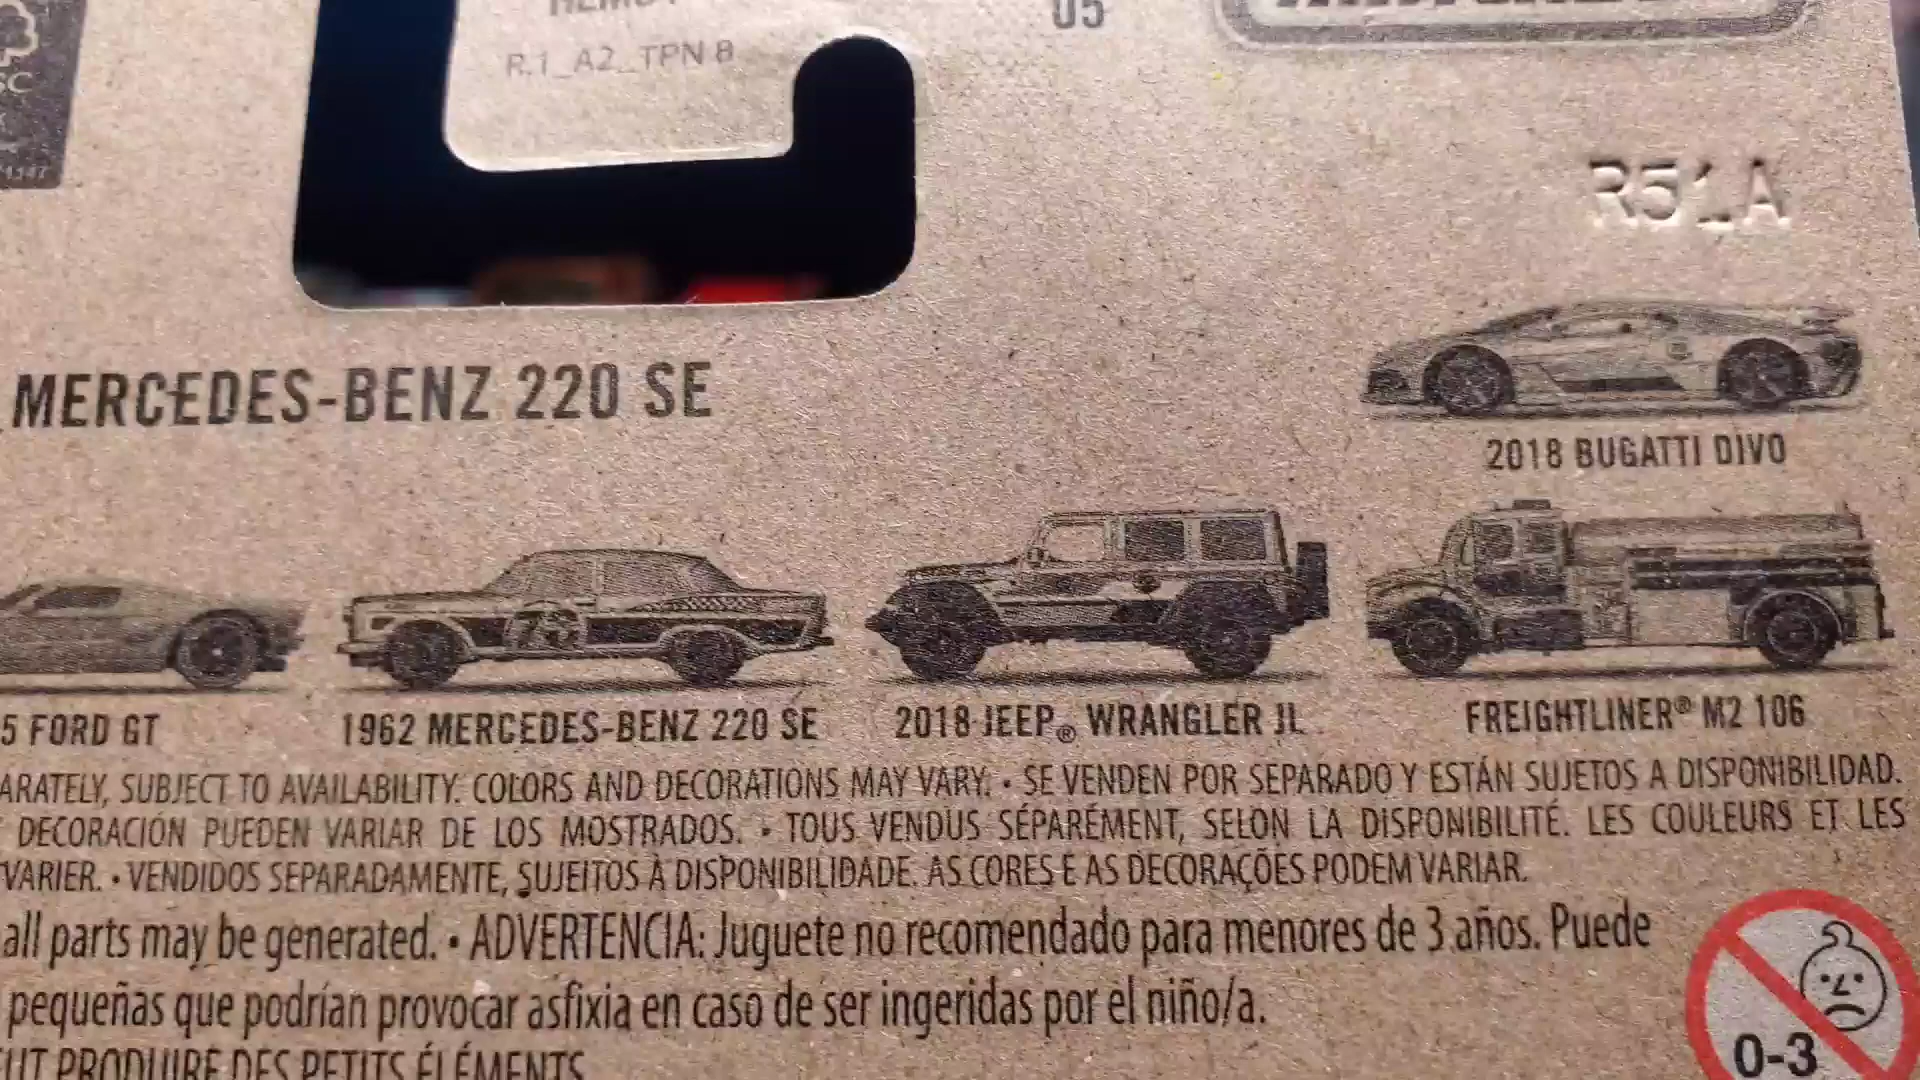 R.1_A2_TPN 8
05
R51A
MERCEDES-BENZ 220 SE
2018 BUGATTI DIVO
5 FORD GT
1962 MERCEDES-BENZ 220 SE
2018 JEEP® WRANGLER JL
FREIGHTLINER® M2 106
ARATELY, SUBJECT TO AVAILABILITY. COLORS AND DECORATIONS MAY VARY. • SE VENDEN POR SEPARADO Y ESTÁN SUJETOS A DISPONIBILIDAD.
DECORACIÓN PUEDEN VARIAR DE LOS MOSTRADOS. • TOUS VENDUS SÉPARÉMENT, SELON LA DISPONIBILITÉ. LES COULEURS ET LES
VARIER. • VENDIDOS SEPARADAMENTE, SUJEITOS À DISPONIBILIDADE. AS CORES E AS DECORAÇÕES PODEM VARIAR.
all parts may be generated. • ADVERTENCIA: Juguete no recomendado para menores de 3 años. Puede
pequeñas que podrían provocar asfixia en caso de ser ingeridas por el niño/a.
EUT PRODUIRE DES PETITS ÉLÉMENTS
0-3